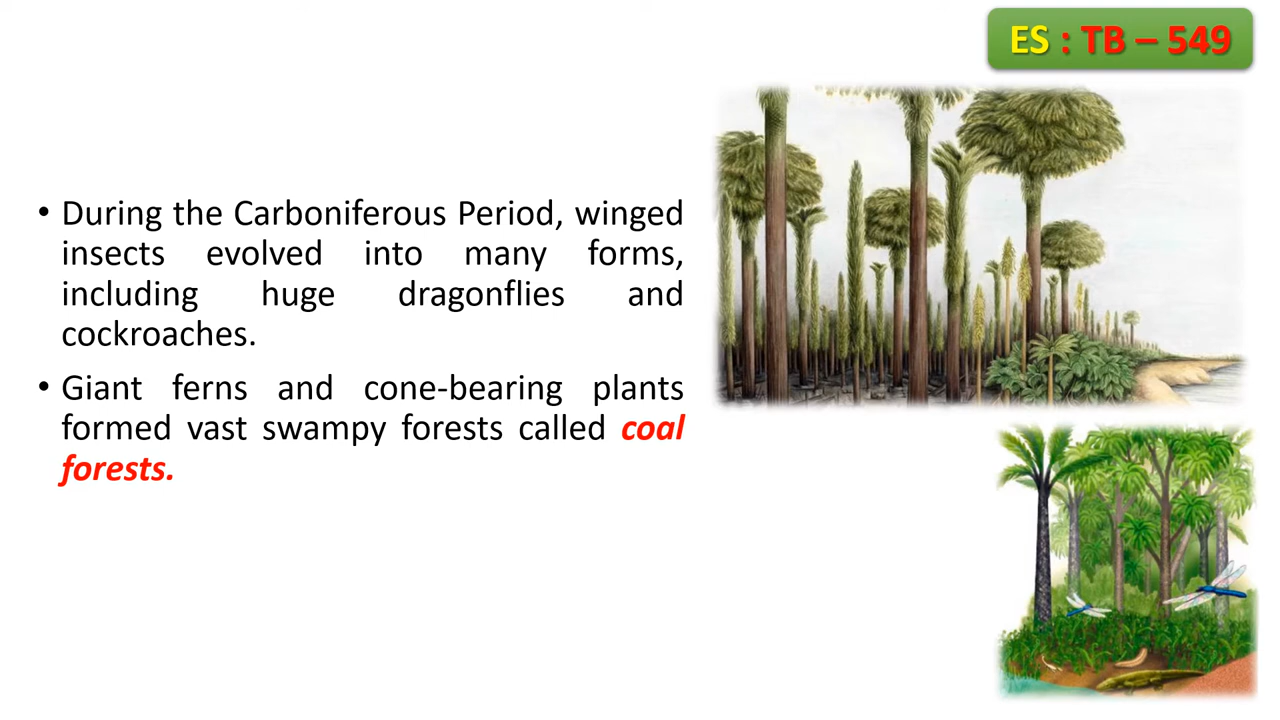 ES : TB – 549
• During the Carboniferous Period, winged
insects evolved into many forms,
including huge dragonflies and
cockroaches.
• Giant ferns and cone-bearing plants
formed vast swampy forests called coal
forests.